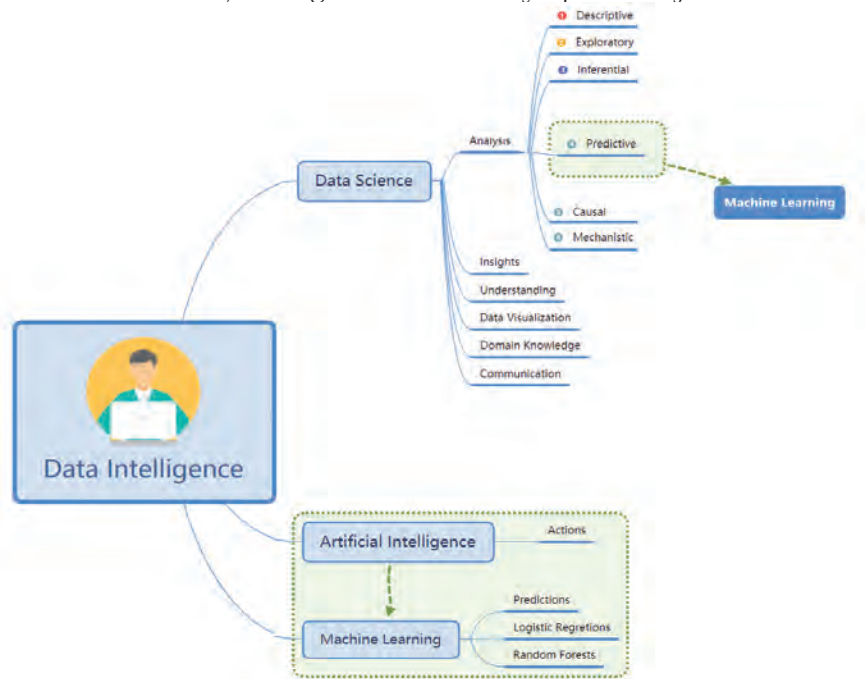 Descriptive
Exploratory
Inferential
Analysis
Predictive
Data Science
Machine Learning
Causal
Mechanistic
Insights
Understanding
Data Visualization
Domain Knowledge
Communication
Data Intelligence
Artificial Intelligence
Actions
Predictions
Machine Learning
Logistic Regretions
Random Forests